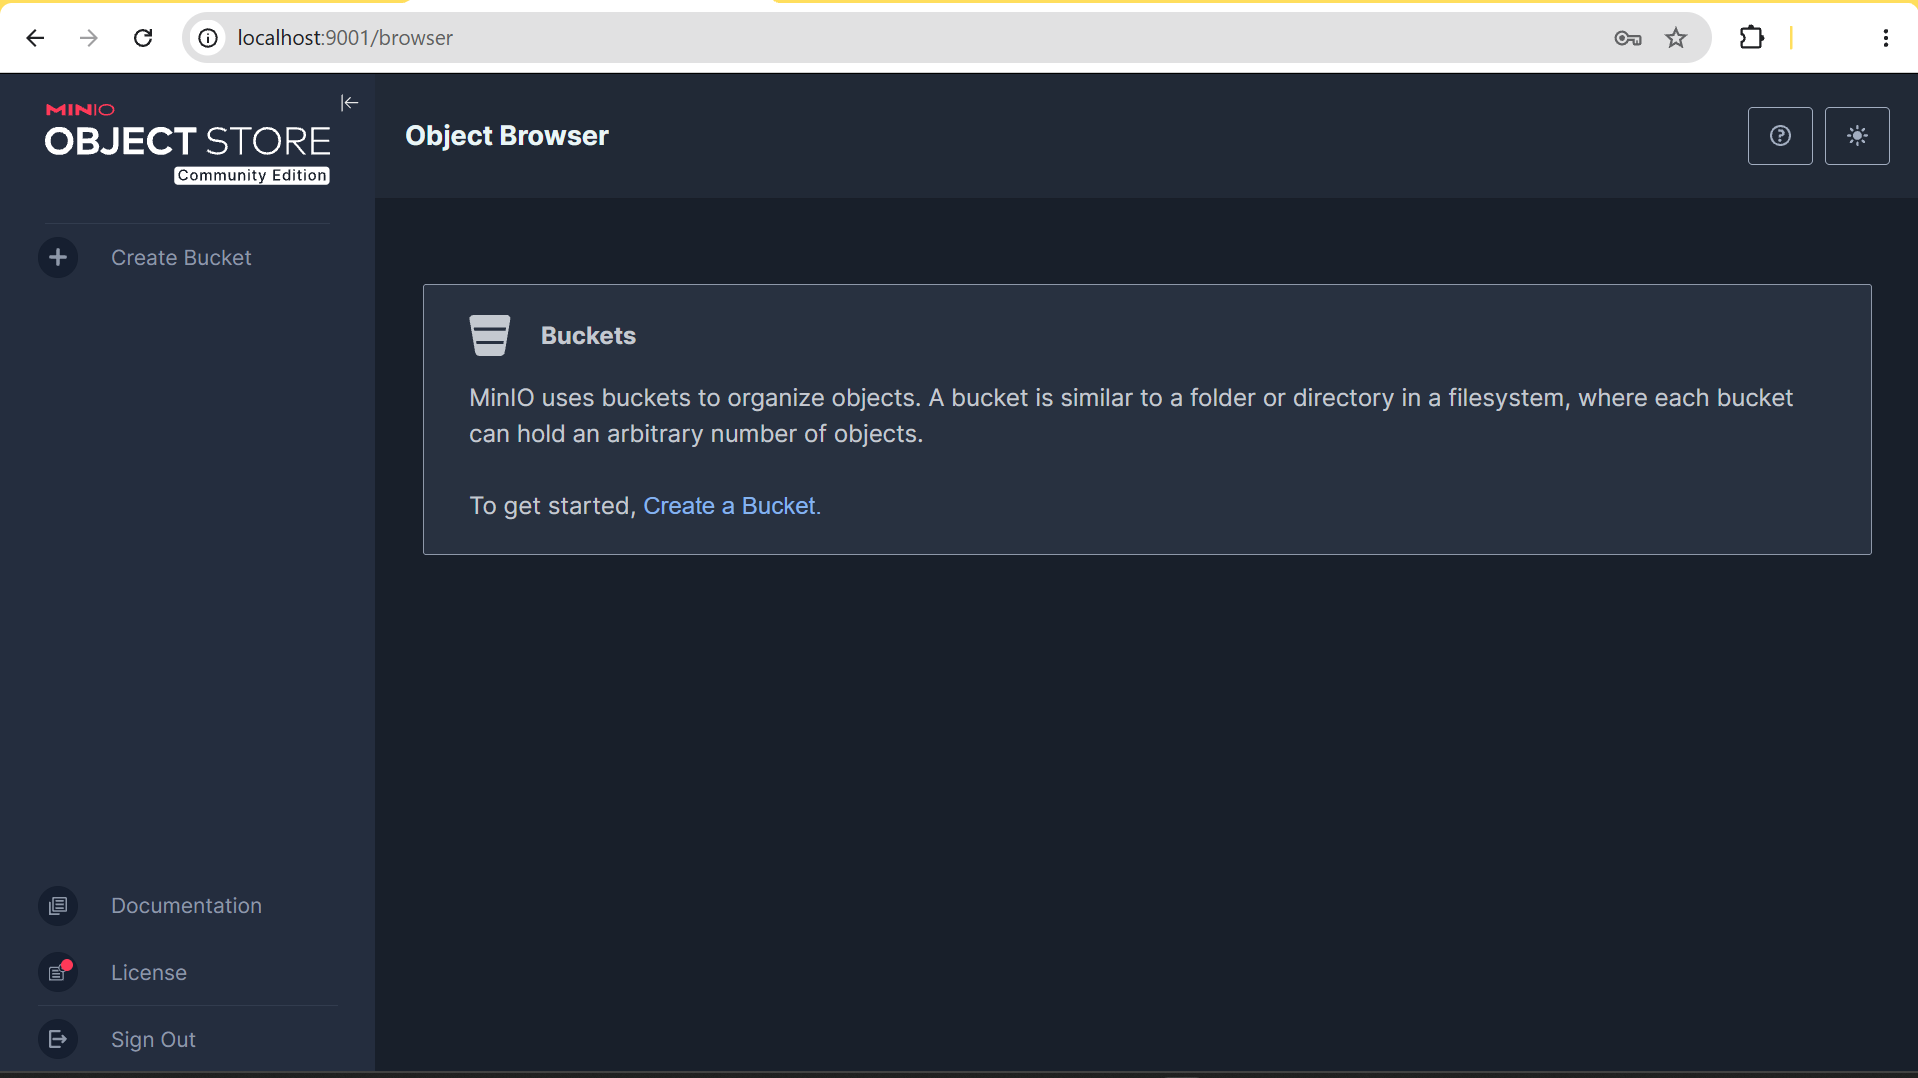 localhost:9001/browser
MINIO
OBJECT STORE
Community Edition
Create Bucket
Documentation
License
Sign Out
Object Browser
Buckets
MinIO uses buckets to organize objects. A bucket is similar to a folder or directory in a filesystem, where each bucket
can hold an arbitrary number of objects.
To get started, Create a Bucket.